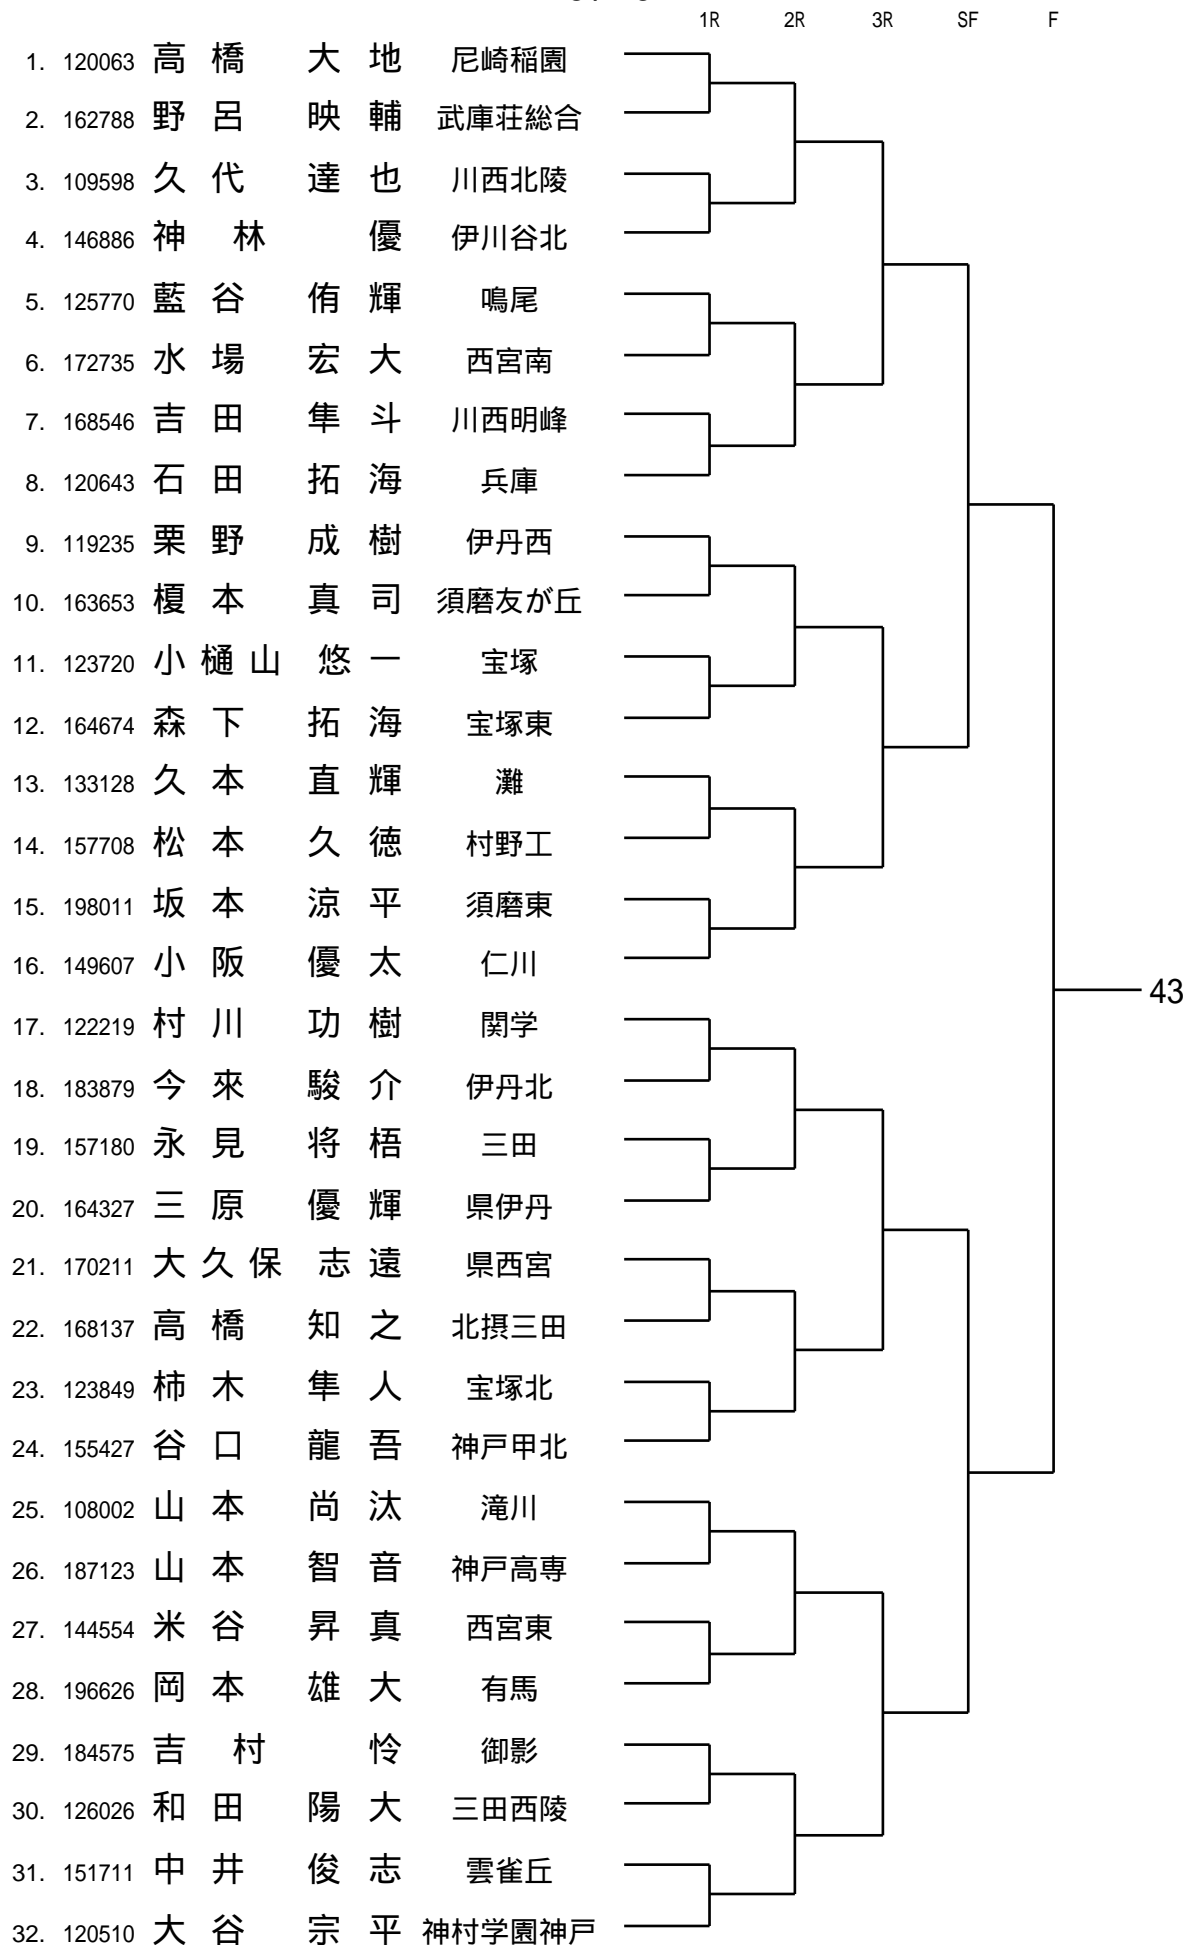 1R 2R 3R SF F
1. 120063 高橋 大地 尼崎稲園
2. 162788 野呂 映輔 武庫荘総合
3. 109598 久代 達也 川西北陵
4. 146886 神林 優 伊川谷北
5. 125770 藍谷 侑輝 鳴尾
6. 172735 水場 宏大 西宮南
7. 168546 吉田 隼斗 川西明峰
8. 120643 石田 拓海 兵庫
9. 119235 栗野 成樹 伊丹西
10. 163653 榎本 真司 須磨友が丘
11. 123720 小樋山 悠一 宝塚
12. 164674 森下 拓海 宝塚東
13. 133128 久本 直輝 灘
14. 157708 松本 久徳 村野工
15. 198011 坂本 涼平 須磨東
16. 149607 小阪 優太 仁川
43
17. 122219 村川 功樹 関学
18. 183879 今來 駿介 伊丹北
19. 157180 永見 将梧 三田
20. 164327 三原 優輝 県伊丹
21. 170211 大久保 志遠 県西宮
22. 168137 高橋 知之 北摂三田
23. 123849 柿木 隼人 宝塚北
24. 155427 谷口 龍吾 神戸甲北
25. 108002 山本 尚汰 滝川
26. 187123 山本 智音 神戸高専
27. 144554 米谷 昇真 西宮東
28. 196626 岡本 雄大 有馬
29. 184575 吉村 怜 御影
30. 126026 和田 陽大 三田西陵
31. 151711 中井 俊志 雲雀丘
32. 120510 大谷 宗平 神村学園神戸